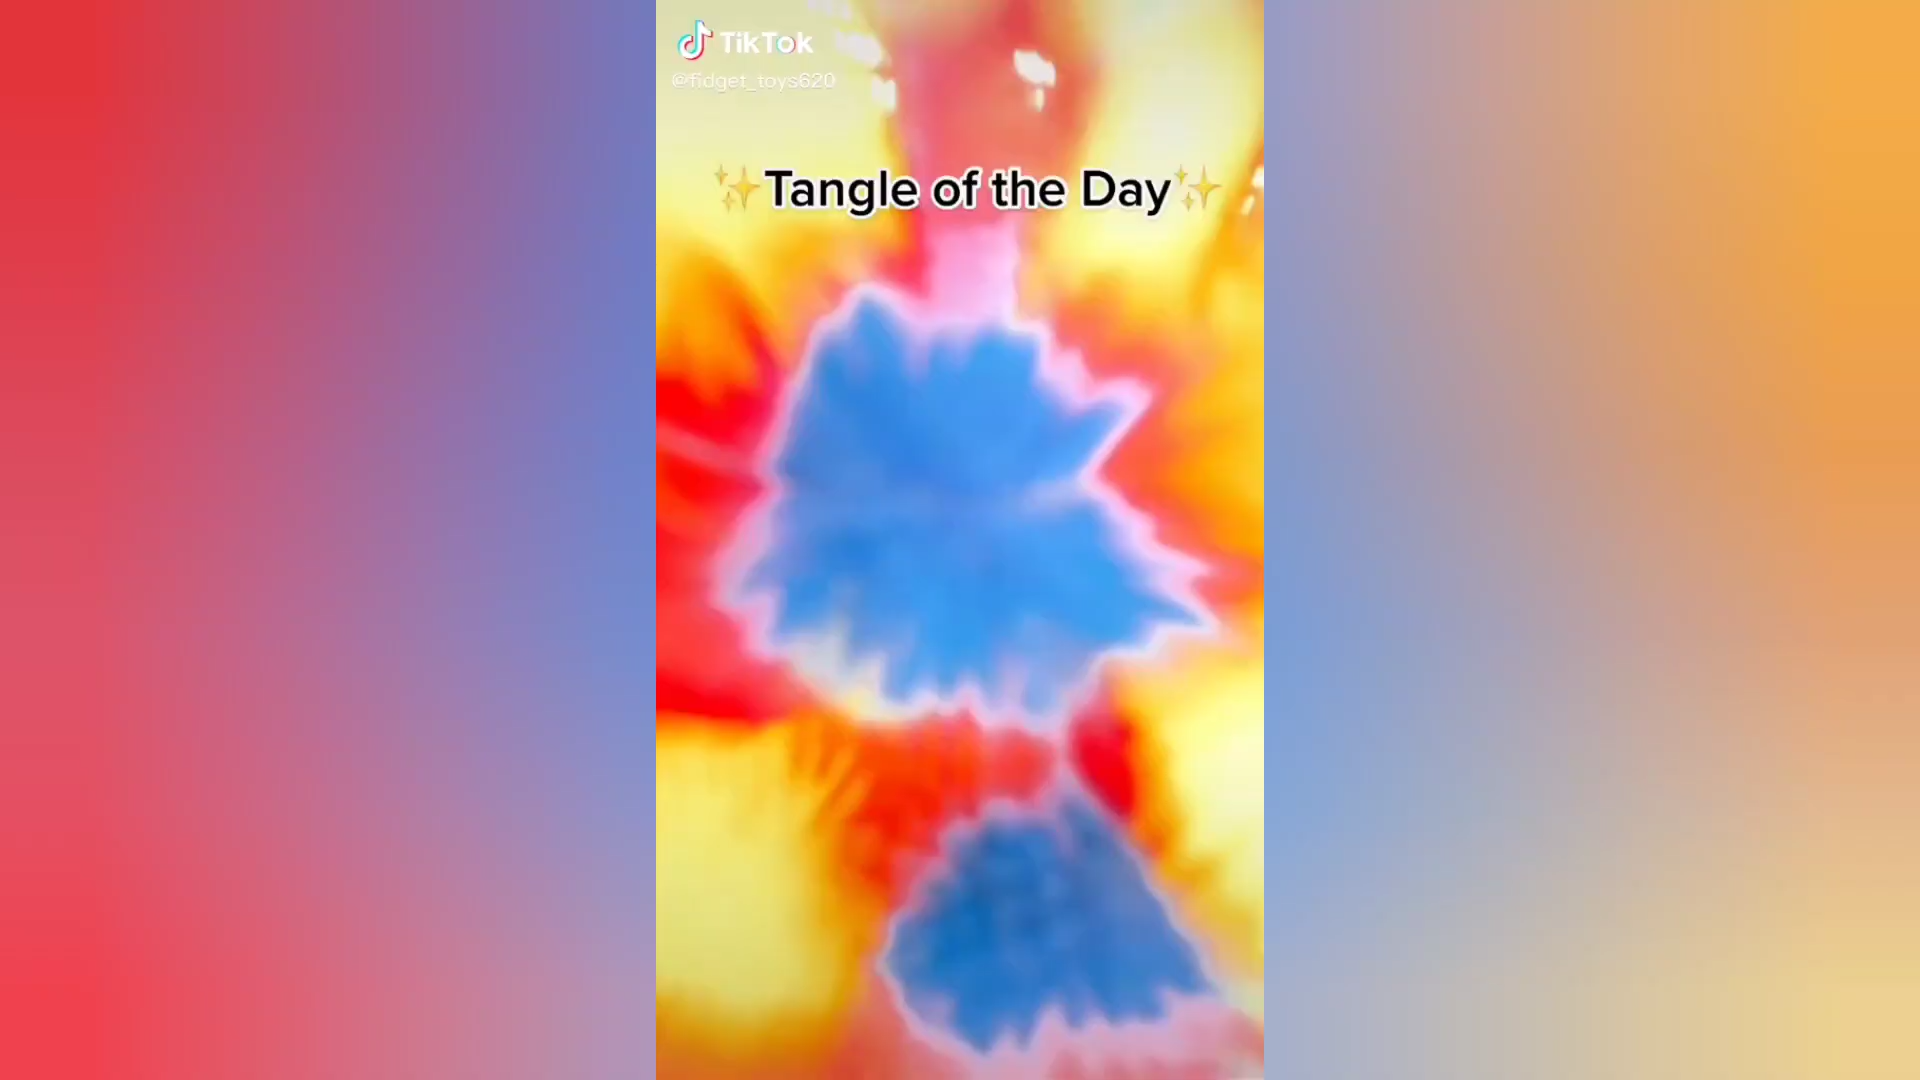 TikTok
@fidget_toys620
✨Tangle of the Day✨